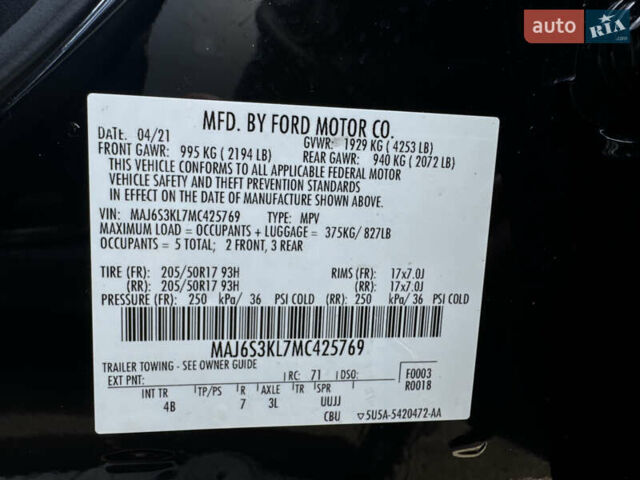 auto RIA.com
MFD. BY FORD MOTOR CO.
DATE: 04/21 GVWR: 1929 KG ( 4253 LB)
FRONT GAWR: 995 KG ( 2194 LB) REAR GAWR: 940 KG ( 2072 LB)
THIS VEHICLE CONFORMS TO ALL APPLICABLE FEDERAL MOTOR
VEHICLE SAFETY AND THEFT PREVENTION STANDARDS
IN EFFECT ON THE DATE OF MANUFACTURE SHOWN ABOVE.
VIN: MAJ6S3KL7MC425769 TYPE: MPV
MAXIMUM LOAD = OCCUPANTS + LUGGAGE = 375KG/ 827LB
OCCUPANTS = 5 TOTAL; 2 FRONT, 3 REAR
TIRE (FR): 205/50R17 93H RIMS (FR): 17x7.0J
(RR): 205/50R17 93H (RR): 17x7.0J
PRESSURE (FR): 250 kPa/ 36 PSI COLD (RR): 250 kPa/ 36 PSI COLD
MAJ6S3KL7MC425769
TRAILER TOWING - SEE OWNER GUIDE
EXT PNT: RC: 71 DSO: F0003
R0018
INT TR TP/PS R AXLE TR SPR
4B 7 3L UUJJ
CBU ▽5U5A-5420472-AA